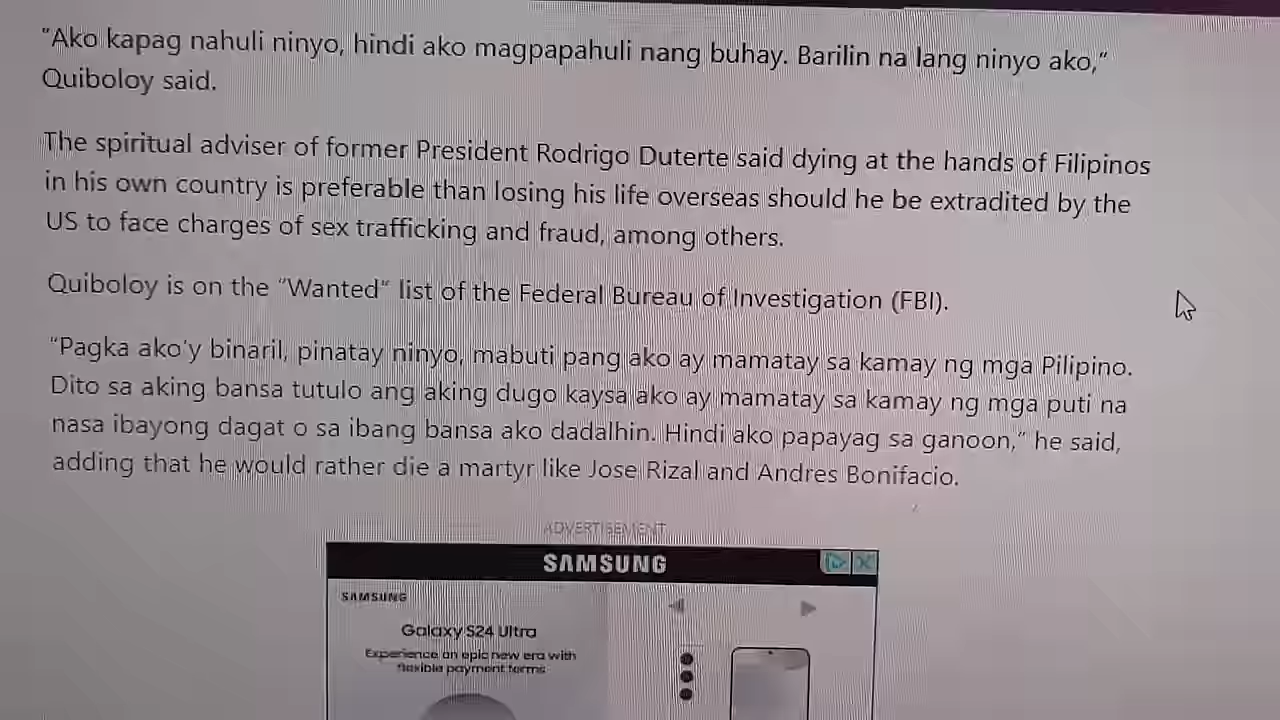 "Ako kapag nahuli ninyo, hindi ako magpapahuli nang buhay. Barilin na lang ninyo ako,"
Quiboloy said.
The spiritual adviser of former President Rodrigo Duterte said dying at the hands of Filipinos
in his own country is preferable than losing his life overseas should he be extradited by the
US to face charges of sex trafficking and fraud, among others.
Quiboloy is on the "Wanted" list of the Federal Bureau of Investigation (FBI).
"Pagka ako'y binaril, pinatay ninyo, mabuti pang ako ay mamatay sa kamay ng mga Pilipino.
Dito sa aking bansa tutulo ang aking dugo kaysa ako ay mamatay sa kamay ng mga puti na
nasa ibayong dagat o sa ibang bansa ako dadalhin. Hindi ako papayag sa ganoon," he said,
adding that he would rather die a martyr like Jose Rizal and Andres Bonifacio.
ADVERTISEMENT
SAMSUNG
SAMSUNG
Galaxy S24 Ultra
Experience an epic new era with
flexible payment terms